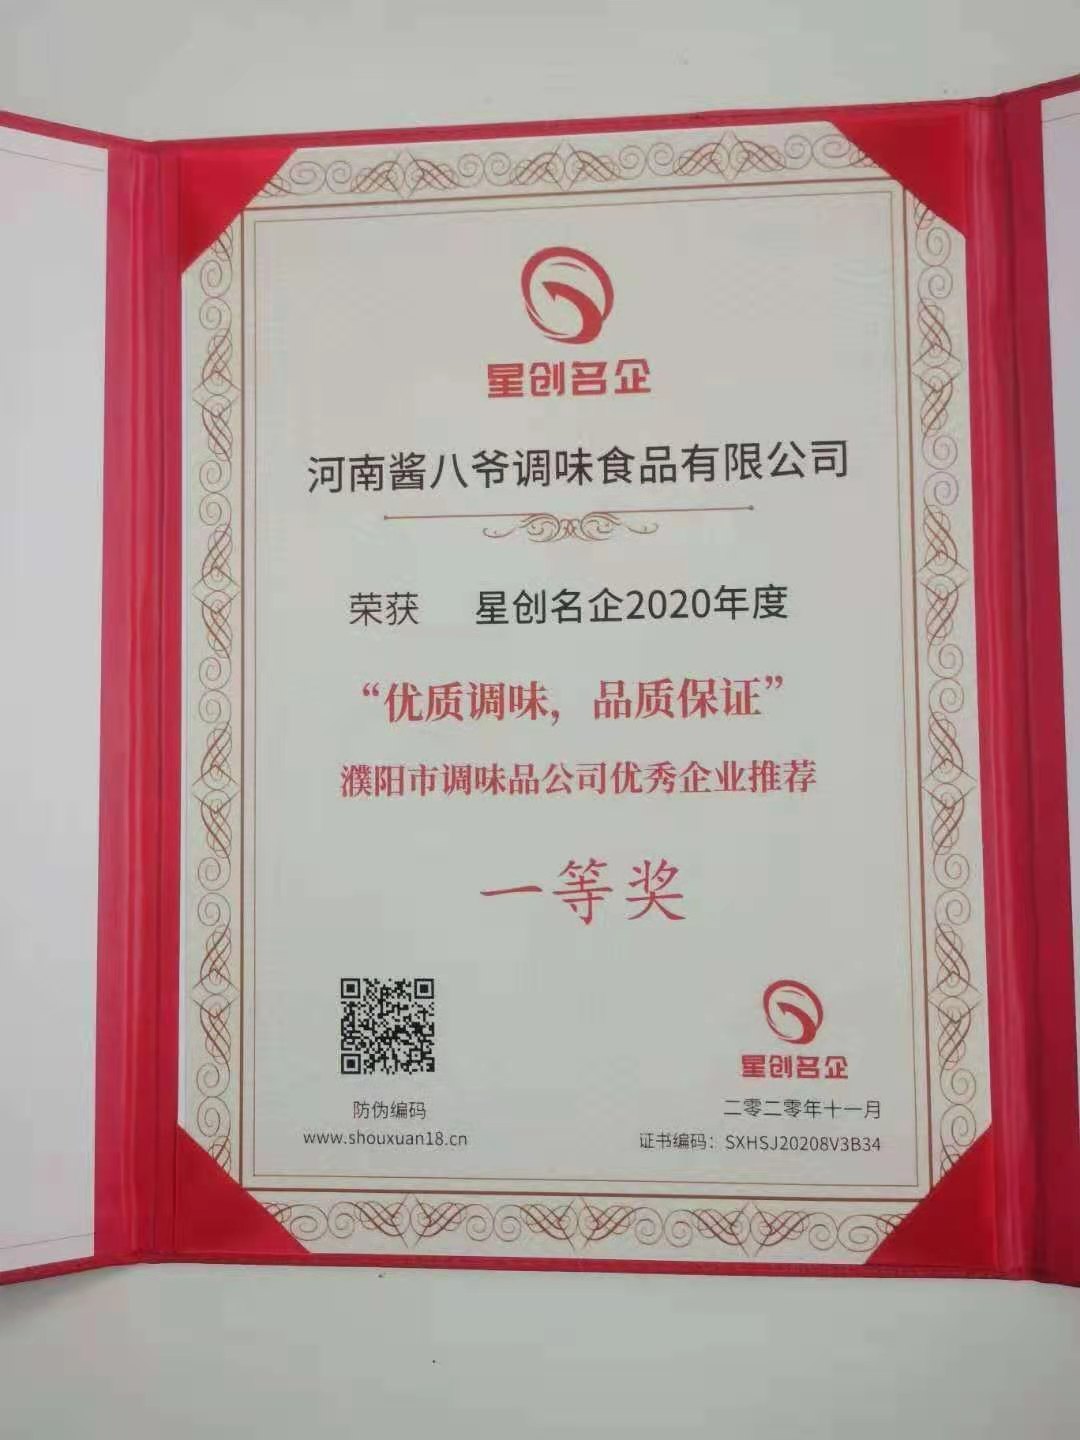 星创名企
河南酱八爷调味食品有限公司
荣获 星创名企2020年度
“优质调味，品质保证”
濮阳市调味品公司优秀企业推荐
一等奖
防伪编码
www.shouxuan18.cn
星创名企
二零二零年十一月
证书编码：SXHSJ20208V3B34